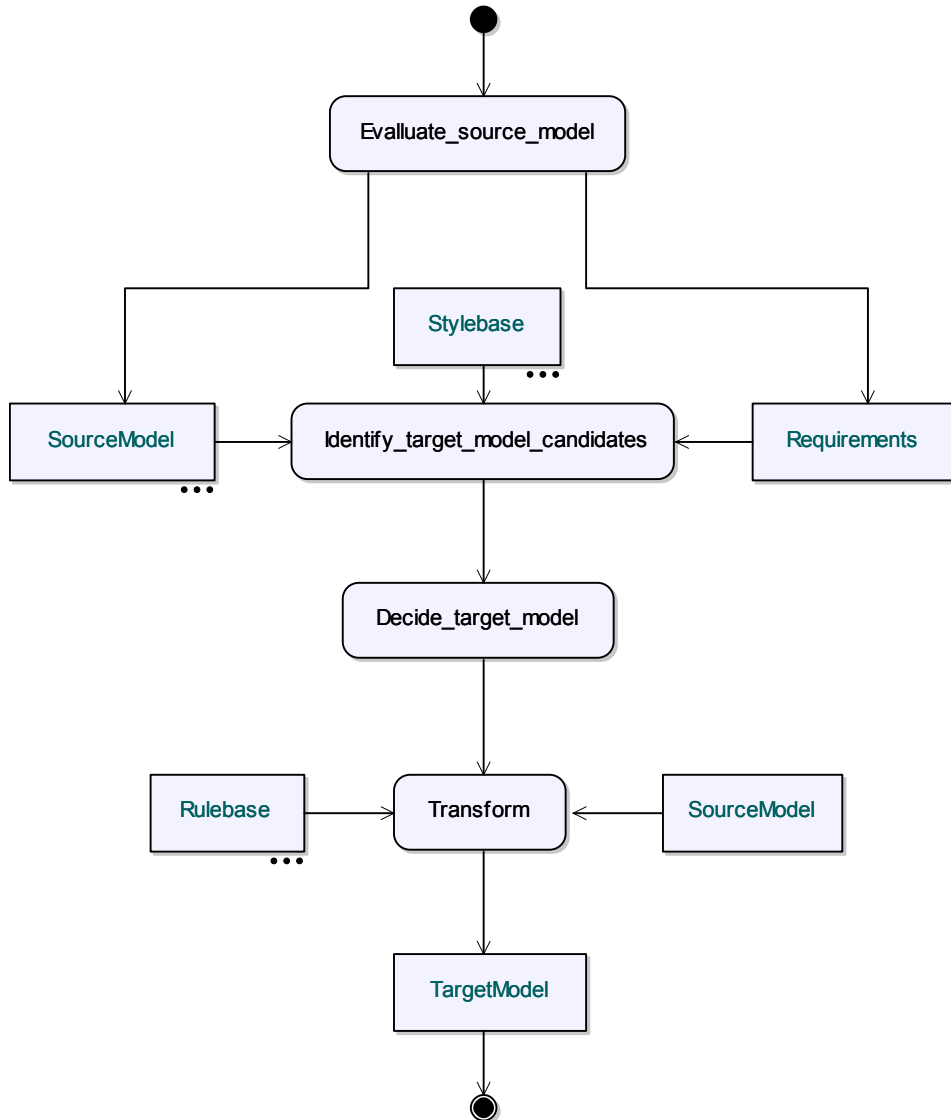 Evalluate_source_model
Stylebase
SourceModel
Identify_target_model_candidates
Requirements
Decide_target_model
Rulebase
Transform
SourceModel
TargetModel